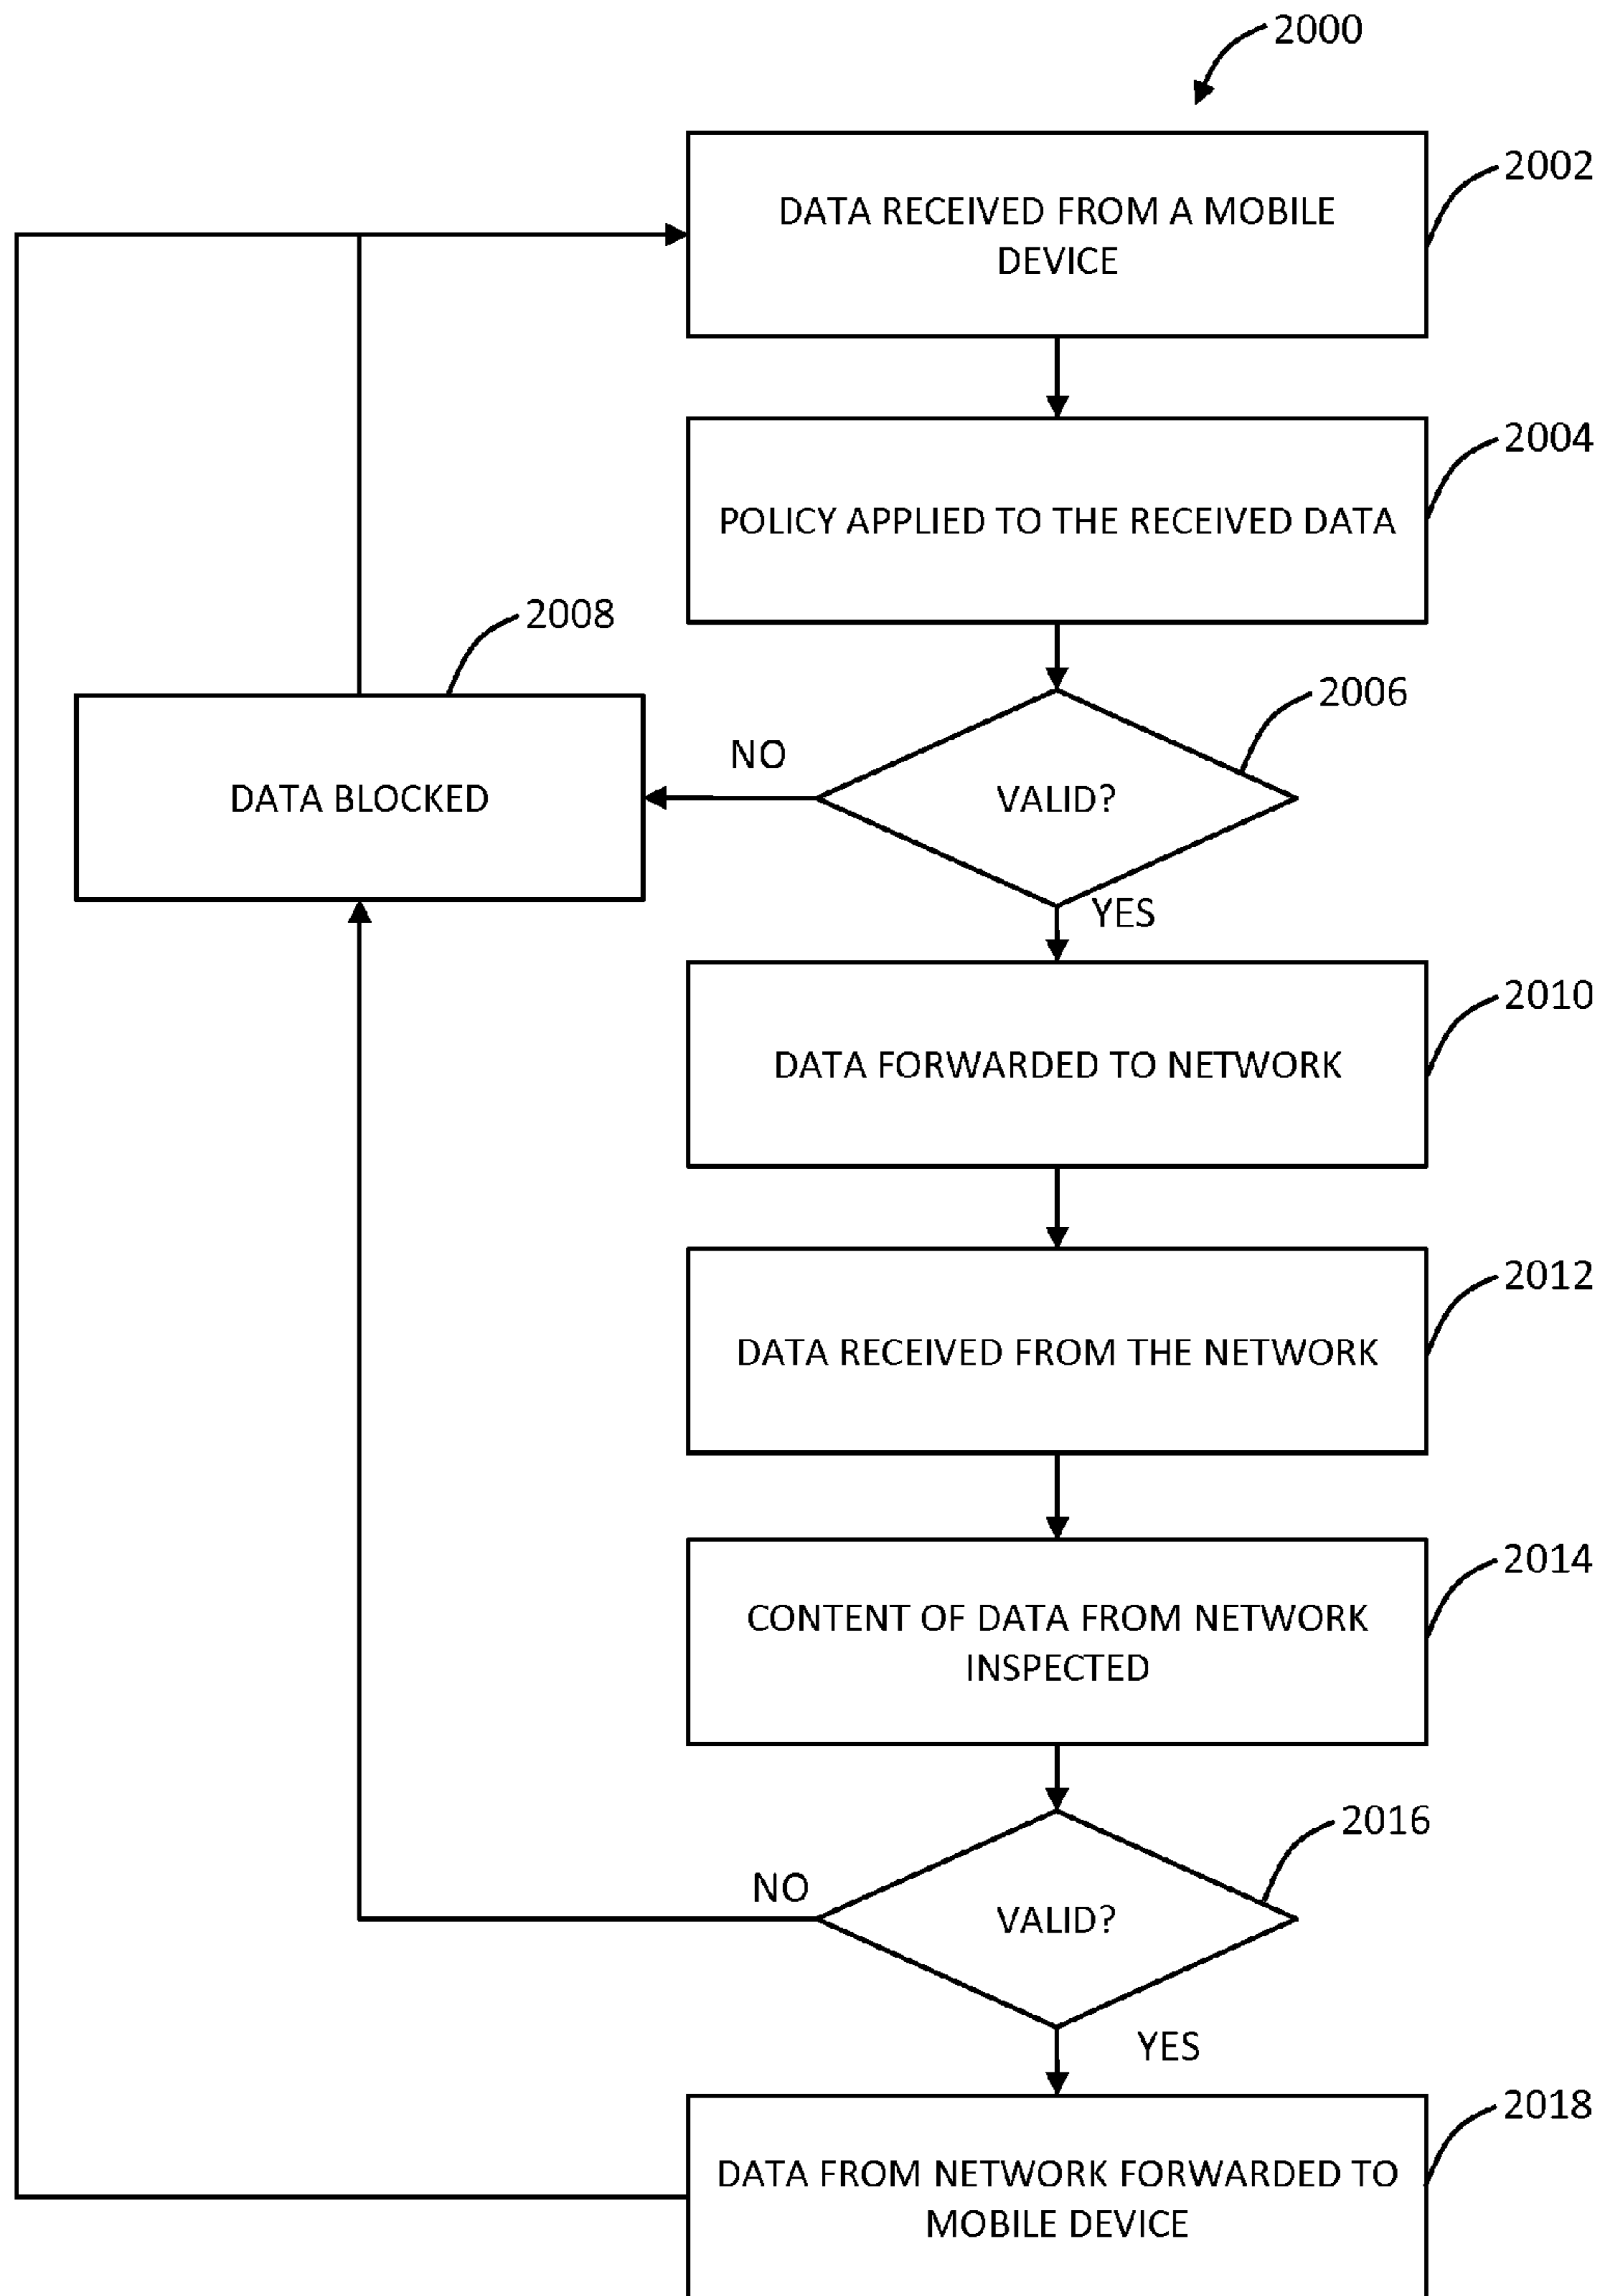 2000
2002
DATA RECEIVED FROM A MOBILE
DEVICE
2004
POLICY APPLIED TO THE RECEIVED DATA
2008
2006
NO
DATA BLOCKED
VALID?
YES
2010
DATA FORWARDED TO NETWORK
2012
DATA RECEIVED FROM THE NETWORK
2014
CONTENT OF DATA FROM NETWORK
INSPECTED
2016
NO
VALID?
YES
2018
DATA FROM NETWORK FORWARDED TO
MOBILE DEVICE